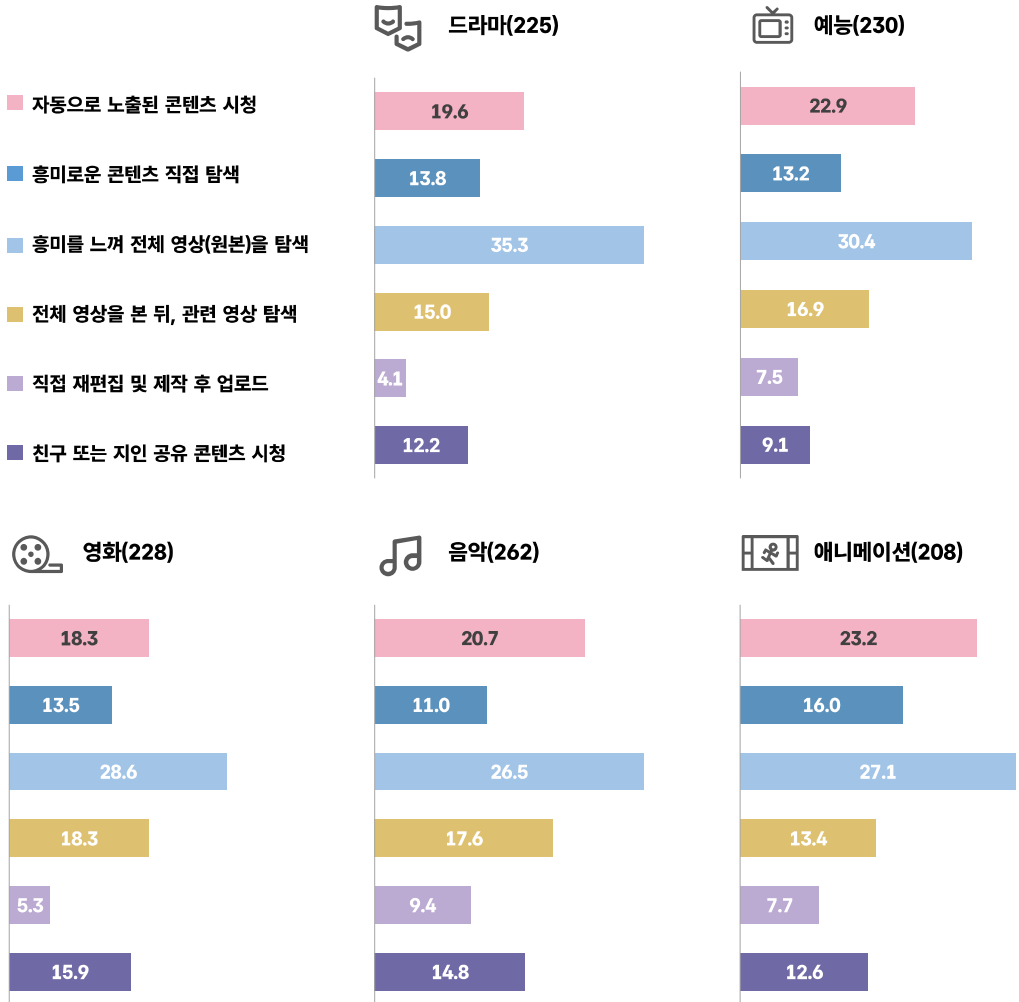 드라마(225)
예능(230)
자동으로 노출된 콘텐츠 시청
흥미로운 콘텐츠 직접 탐색
흥미를 느껴 전체 영상(원본)을 탐색
전체 영상을 본 뒤, 관련 영상 탐색
직접 재편집 및 제작 후 업로드
친구 또는 지인 공유 콘텐츠 시청
19.6
13.8
35.3
15.0
4.1
12.2
22.9
13.2
30.4
16.9
7.5
9.1
영화(228)
18.3
13.5
28.6
18.3
5.3
15.9
음악(262)
20.7
11.0
26.5
17.6
9.4
14.8
애니메이션(208)
23.2
16.0
27.1
13.4
7.7
12.6